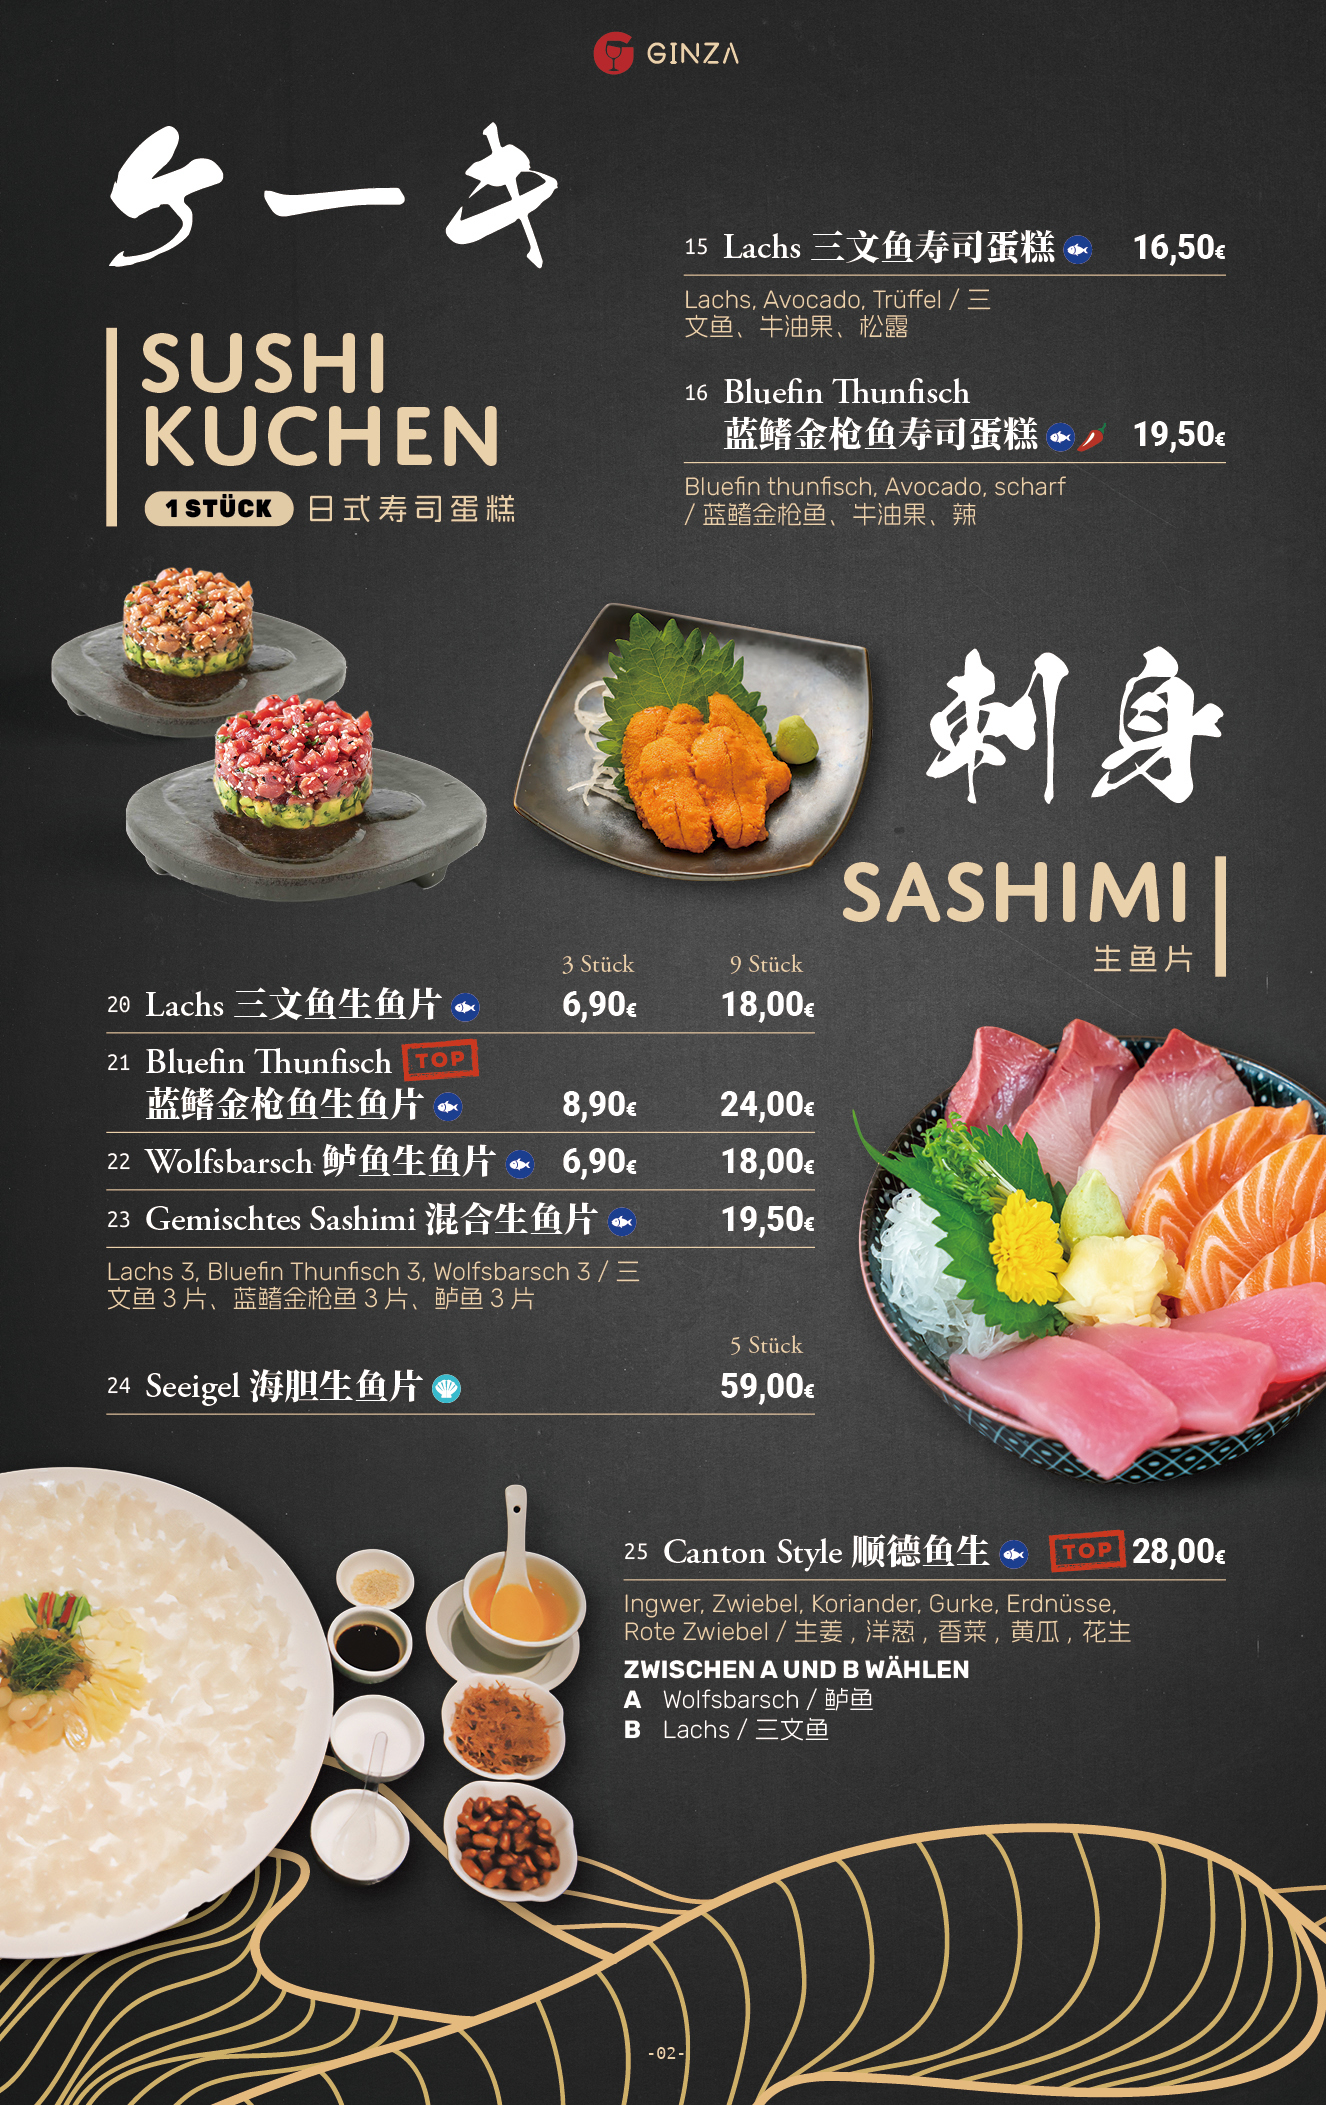 GINZA
ケーキ
SUSHI
KUCHEN
1 STÜCK 日式寿司蛋糕
15 Lachs 三文鱼寿司蛋糕 16,50€
Lachs, Avocado, Trüffel / 三
文鱼、牛油果、松露
16 Bluefin Thunfisch
蓝鳍金枪鱼寿司蛋糕 19,50€
Bluefin thunfisch, Avocado, scharf
/ 蓝鳍金枪鱼、牛油果、辣
刺身
SASHIMI
生鱼片
3 Stück 9 Stück
20 Lachs 三文鱼生鱼片 6,90€ 18,00€
21 Bluefin Thunfisch TOP
蓝鳍金枪鱼生鱼片 8,90€ 24,00€
22 Wolfsbarsch 鲈鱼生鱼片 6,90€ 18,00€
23 Gemischtes Sashimi 混合生鱼片 19,50€
Lachs 3, Bluefin Thunfisch 3, Wolfsbarsch 3 / 三
文鱼 3 片、蓝鳍金枪鱼 3 片、鲈鱼 3 片
5 Stück
24 Seeigel 海胆生鱼片 59,00€
25 Canton Style 顺德鱼生 TOP 28,00€
Ingwer, Zwiebel, Koriander, Gurke, Erdnüsse,
Rote Zwiebel / 生姜 , 洋葱 , 香菜 , 黄瓜 , 花生
ZWISCHEN A UND B WÄHLEN
A Wolfsbarsch / 鲈鱼
B Lachs / 三文鱼
-02-